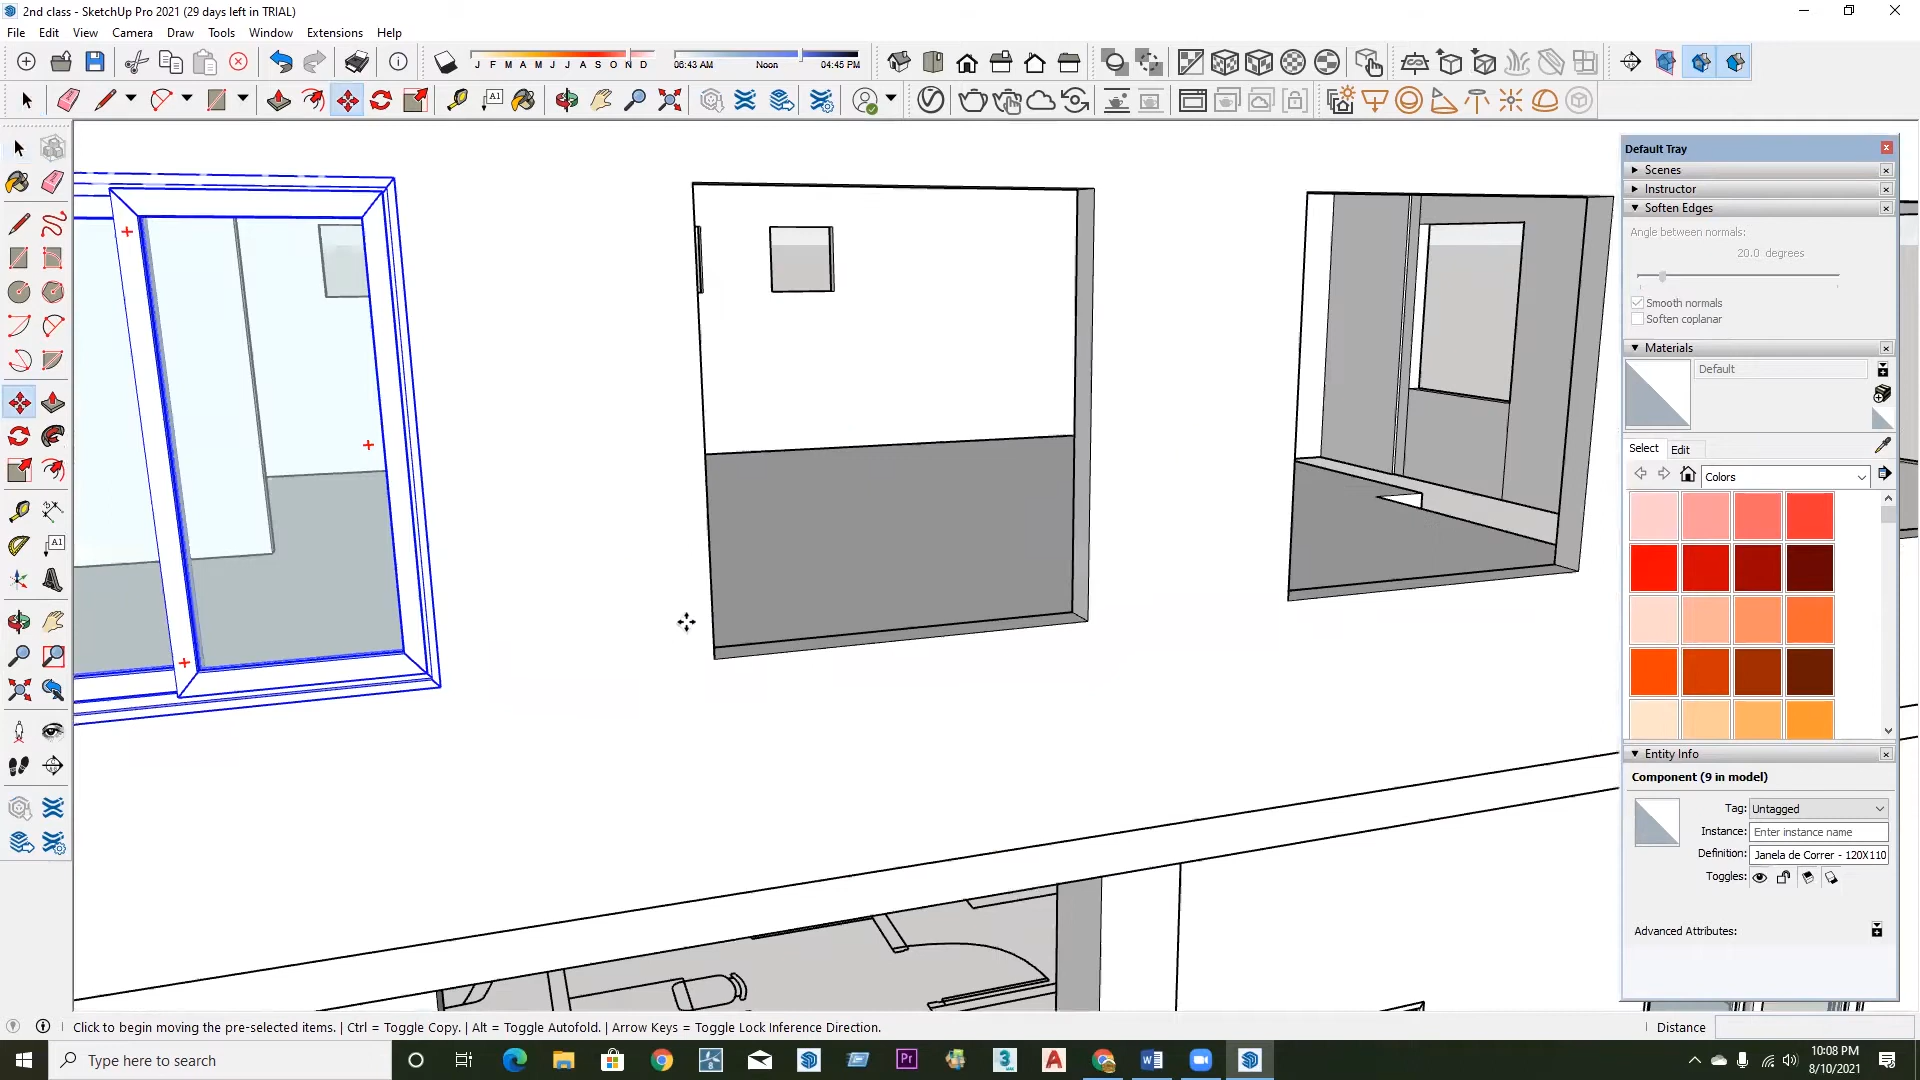 2nd class - SketchUp Pro 2021 (29 days left in TRIAL)
File Edit View Camera Draw Tools Window Extensions Help
J F M A M J J A S O N D
06:43 AM Noon 04:45 PM
A1
Default Tray
Scenes
Instructor
Soften Edges
Angle between normals:
20.0 degrees
Smooth normals
Soften coplanar
Materials
Default
A1
Select Edit
Colors
Entity Info
Component (9 in model)
Tag: Untagged
Instance: Enter instance name
Definition: Janela de Correr - 120X110
Toggles:
Advanced Attributes:
Click to begin moving the pre-selected items. | Ctrl = Toggle Copy. | Alt = Toggle Autofold. | Arrow Keys = Toggle Lock Inference Direction.
Distance
Type here to search
Pr
3
A
10:08 PM
8/10/2021